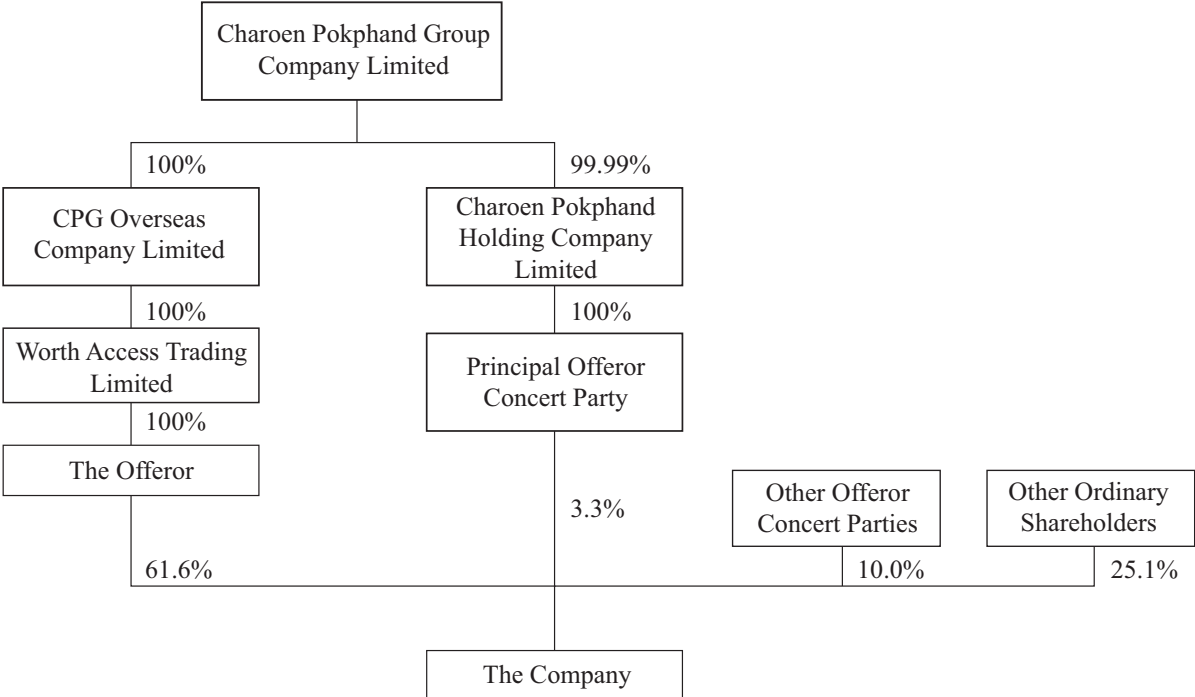 Charoen Pokphand Group
Company Limited
100%
99.99%
CPG Overseas
Company Limited
Charoen Pokphand
Holding Company
Limited
100%
100%
Worth Access Trading
Limited
Principal Offeror
Concert Party
100%
The Offeror
3.3%
Other Offeror
Concert Parties
Other Ordinary
Shareholders
61.6%
10.0%
25.1%
The Company